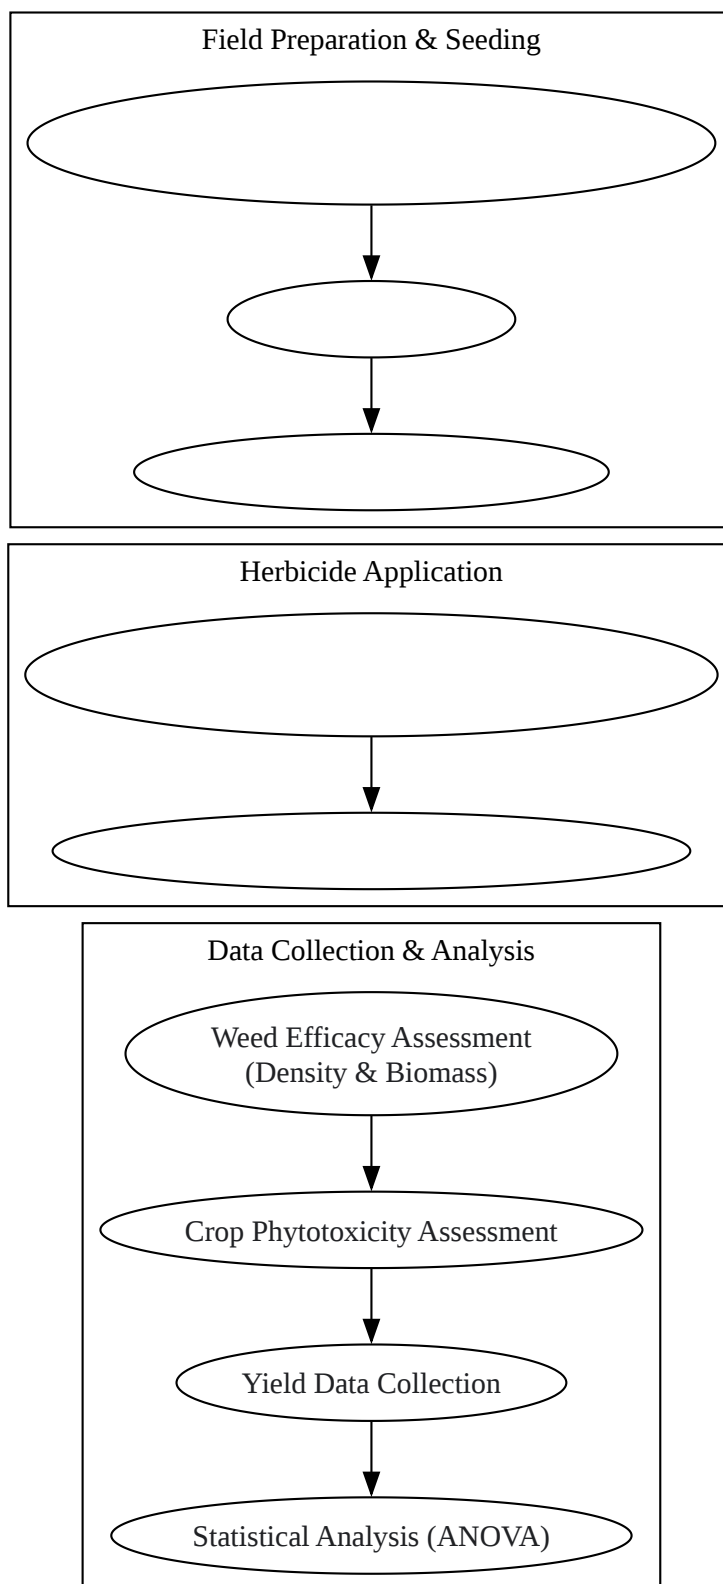 Field Preparation & Seeding
Herbicide Application
Data Collection & Analysis
Weed Efficacy Assessment
(Density & Biomass)
Crop Phytotoxicity Assessment
Yield Data Collection
Statistical Analysis (ANOVA)